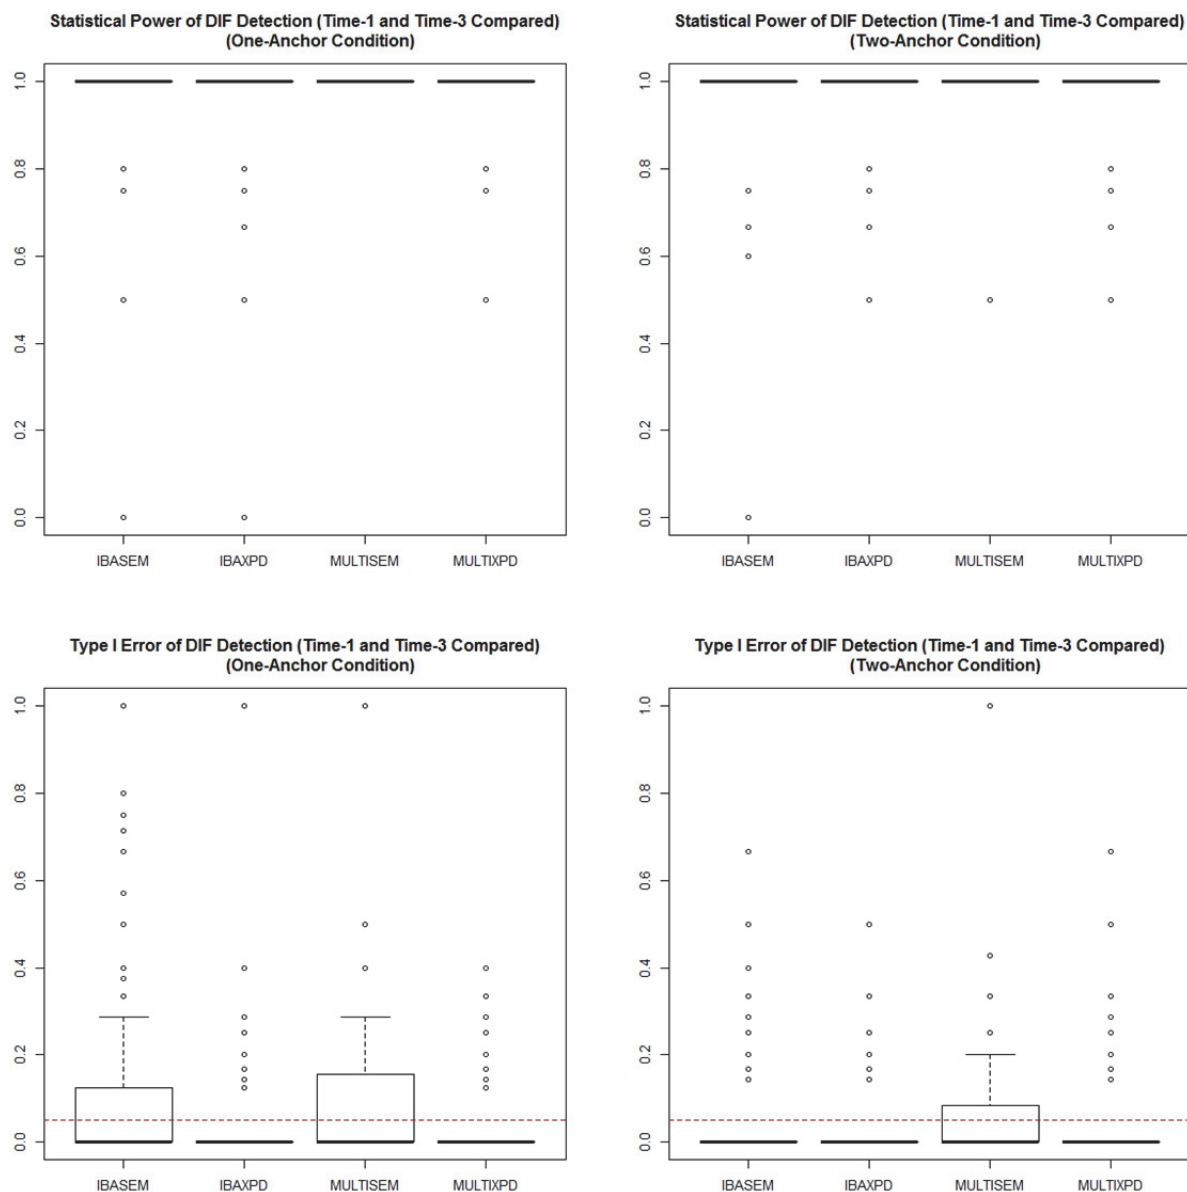 Statistical Power of DIF Detection (Time-1 and Time-3 Compared)
(One-Anchor Condition)
1.0
0.8
0.6
0.4
0.2
0.0
IBASEM IBAXPD MULTISEM MULTIXPD
Statistical Power of DIF Detection (Time-1 and Time-3 Compared)
(Two-Anchor Condition)
1.0
0.8
0.6
0.4
0.2
0.0
IBASEM IBAXPD MULTISEM MULTIXPD
Type I Error of DIF Detection (Time-1 and Time-3 Compared)
(One-Anchor Condition)
1.0
0.8
0.6
0.4
0.2
0.0
IBASEM IBAXPD MULTISEM MULTIXPD
Type I Error of DIF Detection (Time-1 and Time-3 Compared)
(Two-Anchor Condition)
1.0
0.8
0.6
0.4
0.2
0.0
IBASEM IBAXPD MULTISEM MULTIXPD